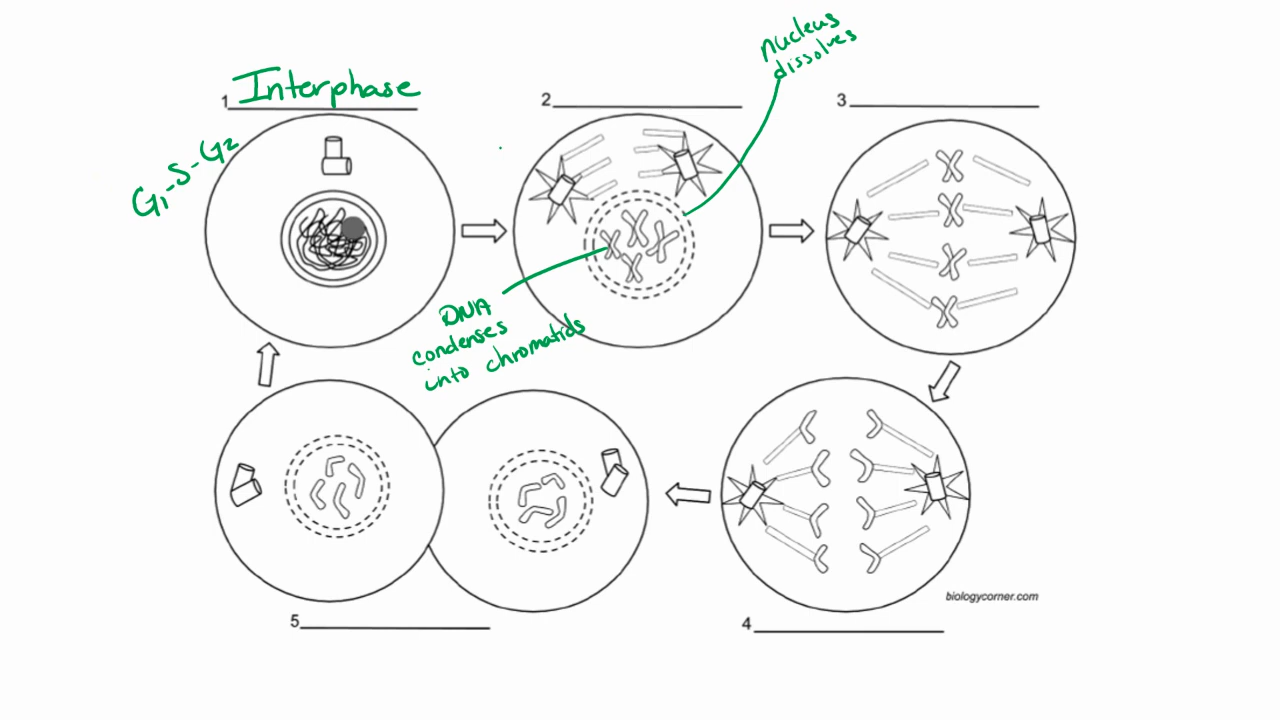 1 Interphase
G1-S-G2
2
nucleus
dissolves
3
DNA
condenses
into chromatids
biologycorner.com
5
4